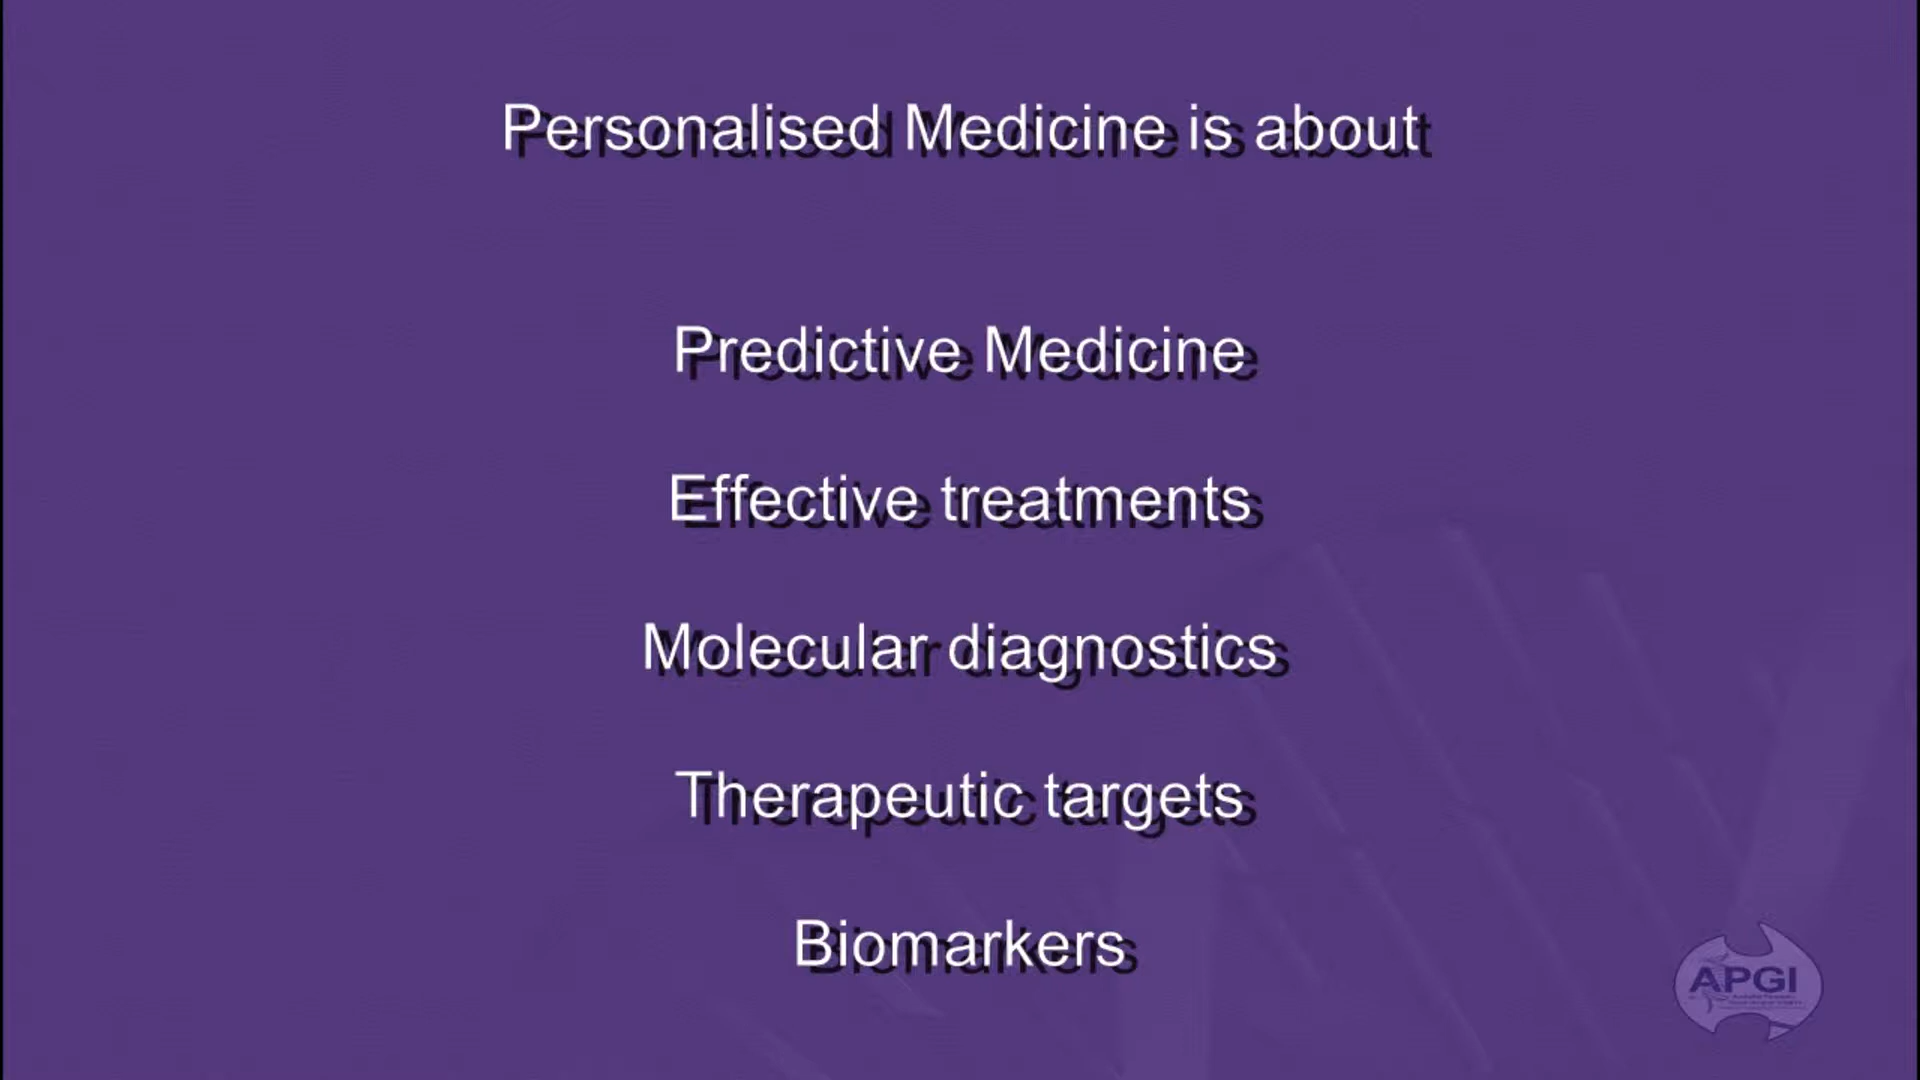 Personalised Medicine is about
Predictive Medicine
Effective treatments
Molecular diagnostics
Therapeutic targets
Biomarkers
APGI